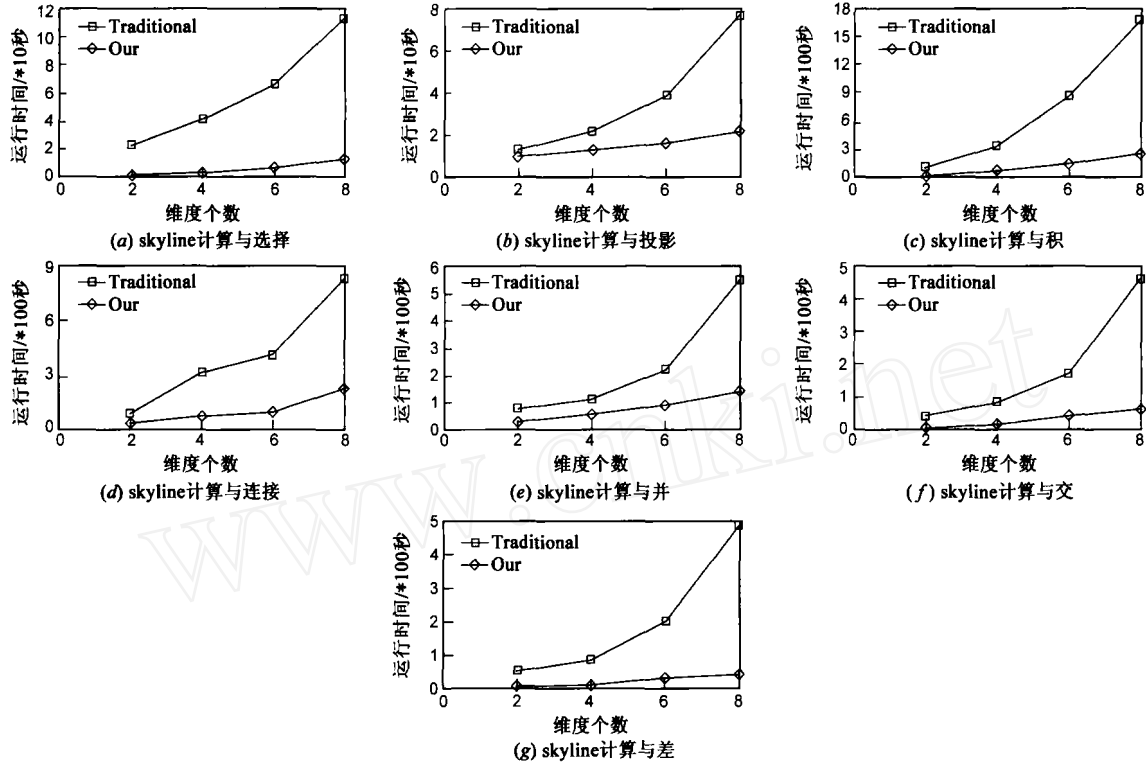 12
10
8
6
4
2
0
运行时间/*10秒
Traditional
Our
0 2 4 6 8
维度个数
(a) skyline计算与选择
8
6
4
2
0
运行时间/*10秒
Traditional
Our
0 2 4 6 8
维度个数
(b) skyline计算与投影
18
15
12
9
6
3
0
运行时间/*100秒
Traditional
Our
0 2 4 6 8
维度个数
(c) skyline计算与积
9
6
3
0
运行时间/*100秒
Traditional
Our
0 2 4 6 8
维度个数
(d) skyline计算与连接
6
5
4
3
2
1
0
运行时间/*100秒
Traditional
Our
0 2 4 6 8
维度个数
(e) skyline计算与并
5
4
3
2
1
0
运行时间/*100秒
Traditional
Our
0 2 4 6 8
维度个数
(f) skyline计算与交
5
4
3
2
1
0
运行时间/*100秒
Traditional
Our
0 2 4 6 8
维度个数
(g) skyline计算与差
www.cnki.net